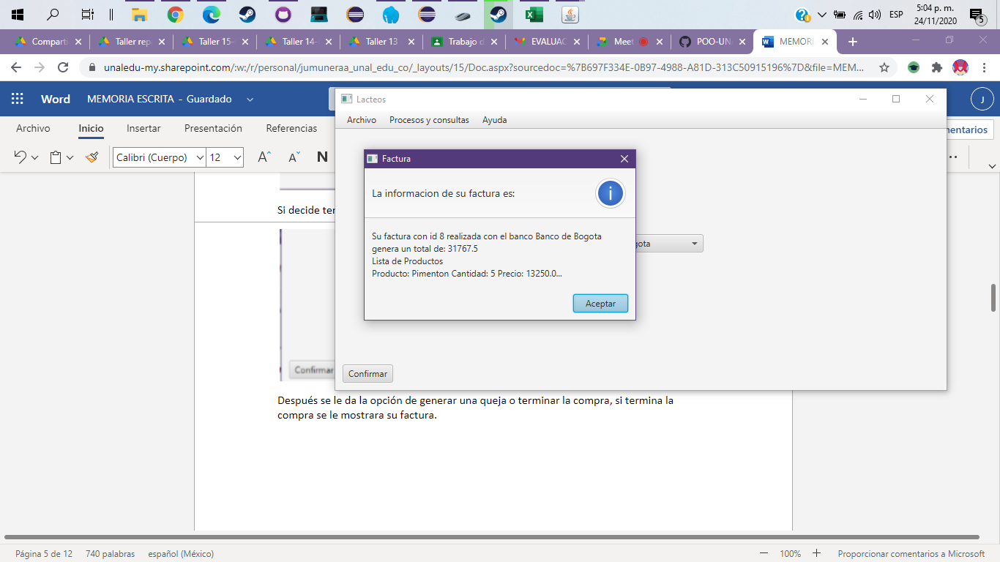 ESP
5:04 p. m.
24/11/2020
5
Comparti
Taller rep
Taller 15-
Taller 14-
Taller 13
Trabajo d
EVALUAC
Meet
POO-UNA
MEMORI
unaledu-my.sharepoint.com/:w:/r/personal/jumuneraa_unal_edu_co/_layouts/15/Doc.aspx?sourcedoc=%7B697F334E-0B97-4988-A81D-313C50915196%7D&file=MEM...
Word
MEMORIA ESCRITA - Guardado
J
Lacteos
Archivo
Procesos y consultas
Ayuda
Archivo
Inicio
Insertar
Presentación
Referencias
mentarios
Calibri (Cuerpo)
12
A
A
N
Factura
La informacion de su factura es:
i
Su factura con id 8 realizada con el banco Banco de Bogota
genera un total de: 31767.5
Lista de Productos
Producto: Pimenton Cantidad: 5 Precio: 13250.0...
Aceptar
gota
Si decide ter
Confirmar
Confirmar
Después se le da la opción de generar una queja o terminar la compra, si termina la
compra se le mostrara su factura.
Página 5 de 12
740 palabras
español (México)
100%
Proporcionar comentarios a Microsoft